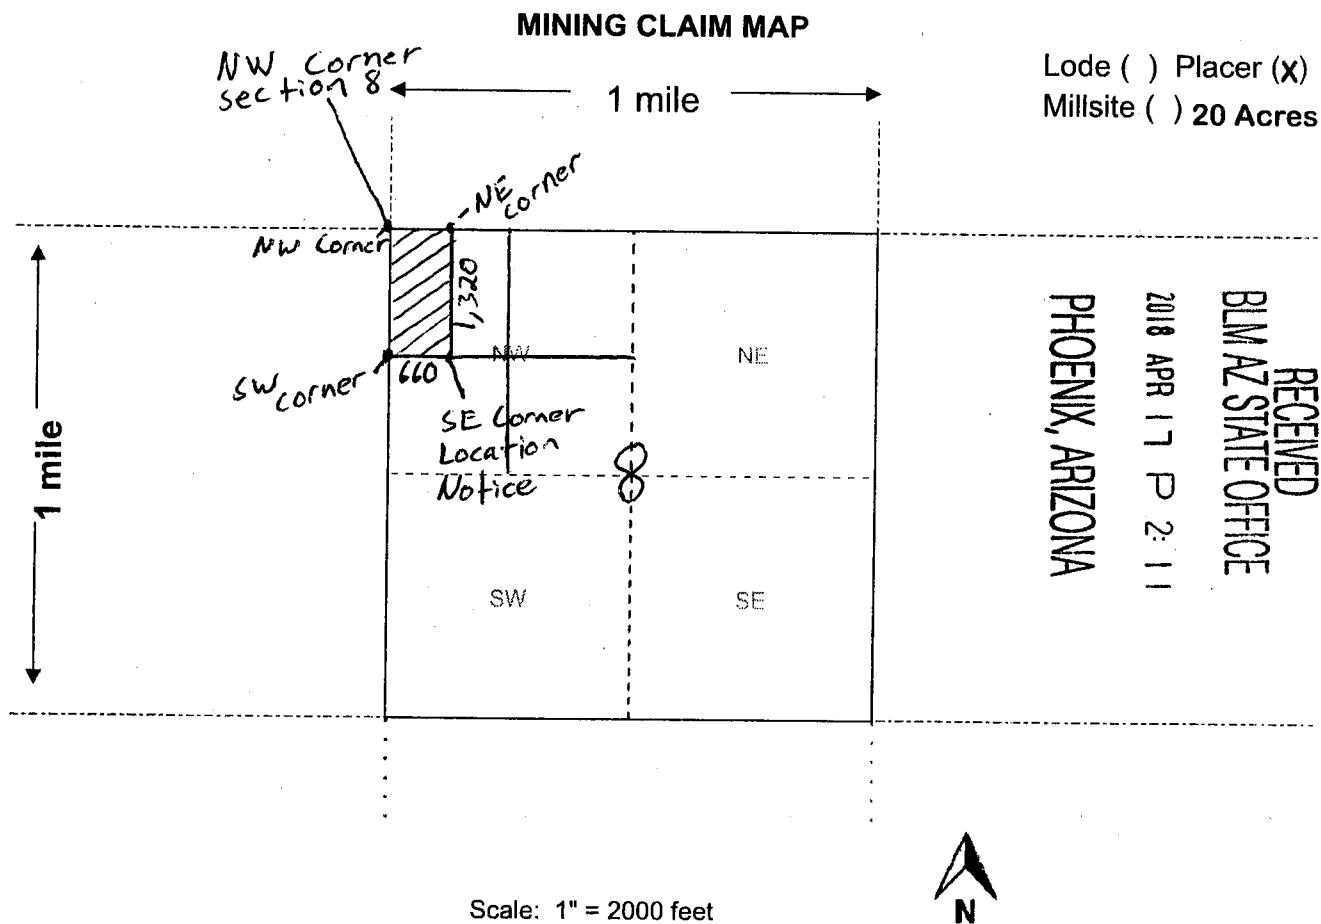 MINING CLAIM MAP
NW Corner
section 8
1 mile
Lode ( ) Placer (X)
Millsite ( ) 20 Acres
NE
corner
NW Corner
1,320
NW
NE
SW
corner
660
SE Corner
Location
Notice
8
1 mile
SW
SE
RECEIVED
BLM AZ STATE OFFICE
2018 APR 17 P 2:11
PHOENIX, ARIZONA
Scale: 1" = 2000 feet
N